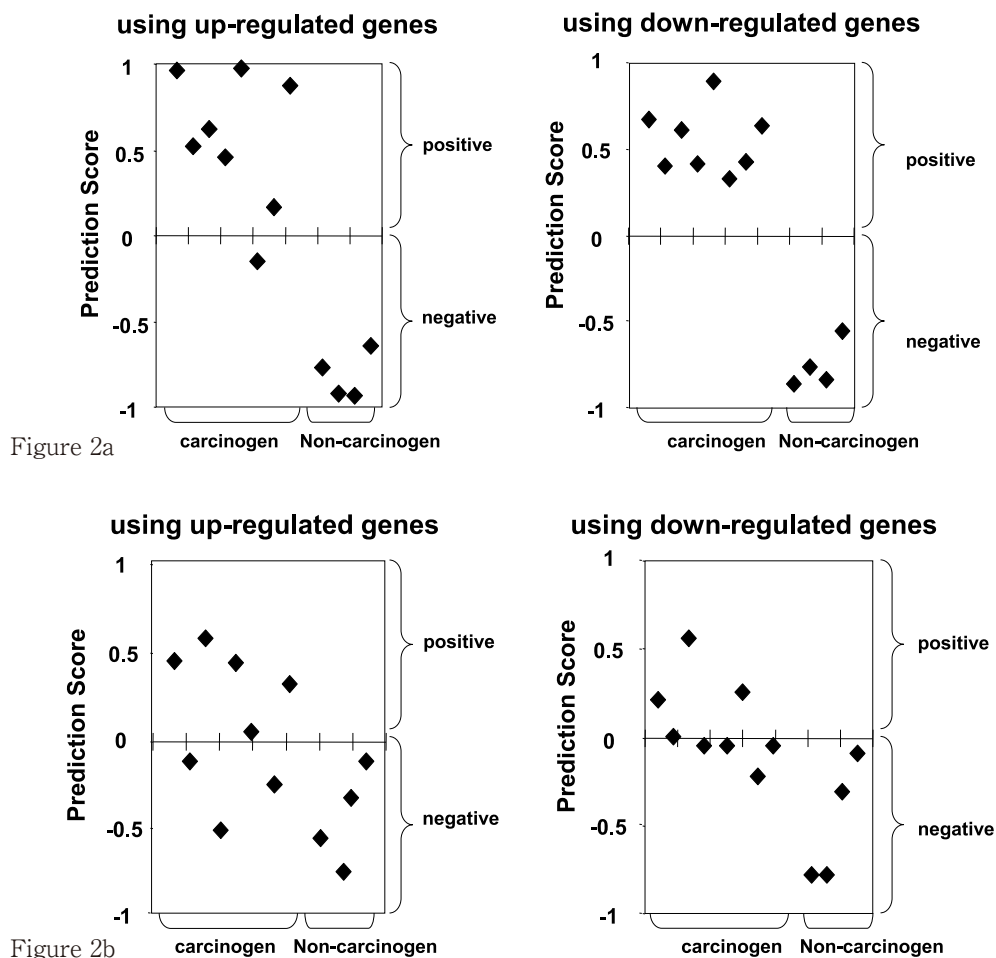 using up-regulated genes
Prediction Score
1
0.5
0
-0.5
-1
positive
negative
carcinogen
Non-carcinogen
using down-regulated genes
Prediction Score
1
0.5
0
-0.5
-1
positive
negative
carcinogen
Non-carcinogen
Figure 2a
using up-regulated genes
Prediction Score
1
0.5
0
-0.5
-1
positive
negative
carcinogen
Non-carcinogen
using down-regulated genes
Prediction Score
1
0.5
0
-0.5
-1
positive
negative
carcinogen
Non-carcinogen
Figure 2b